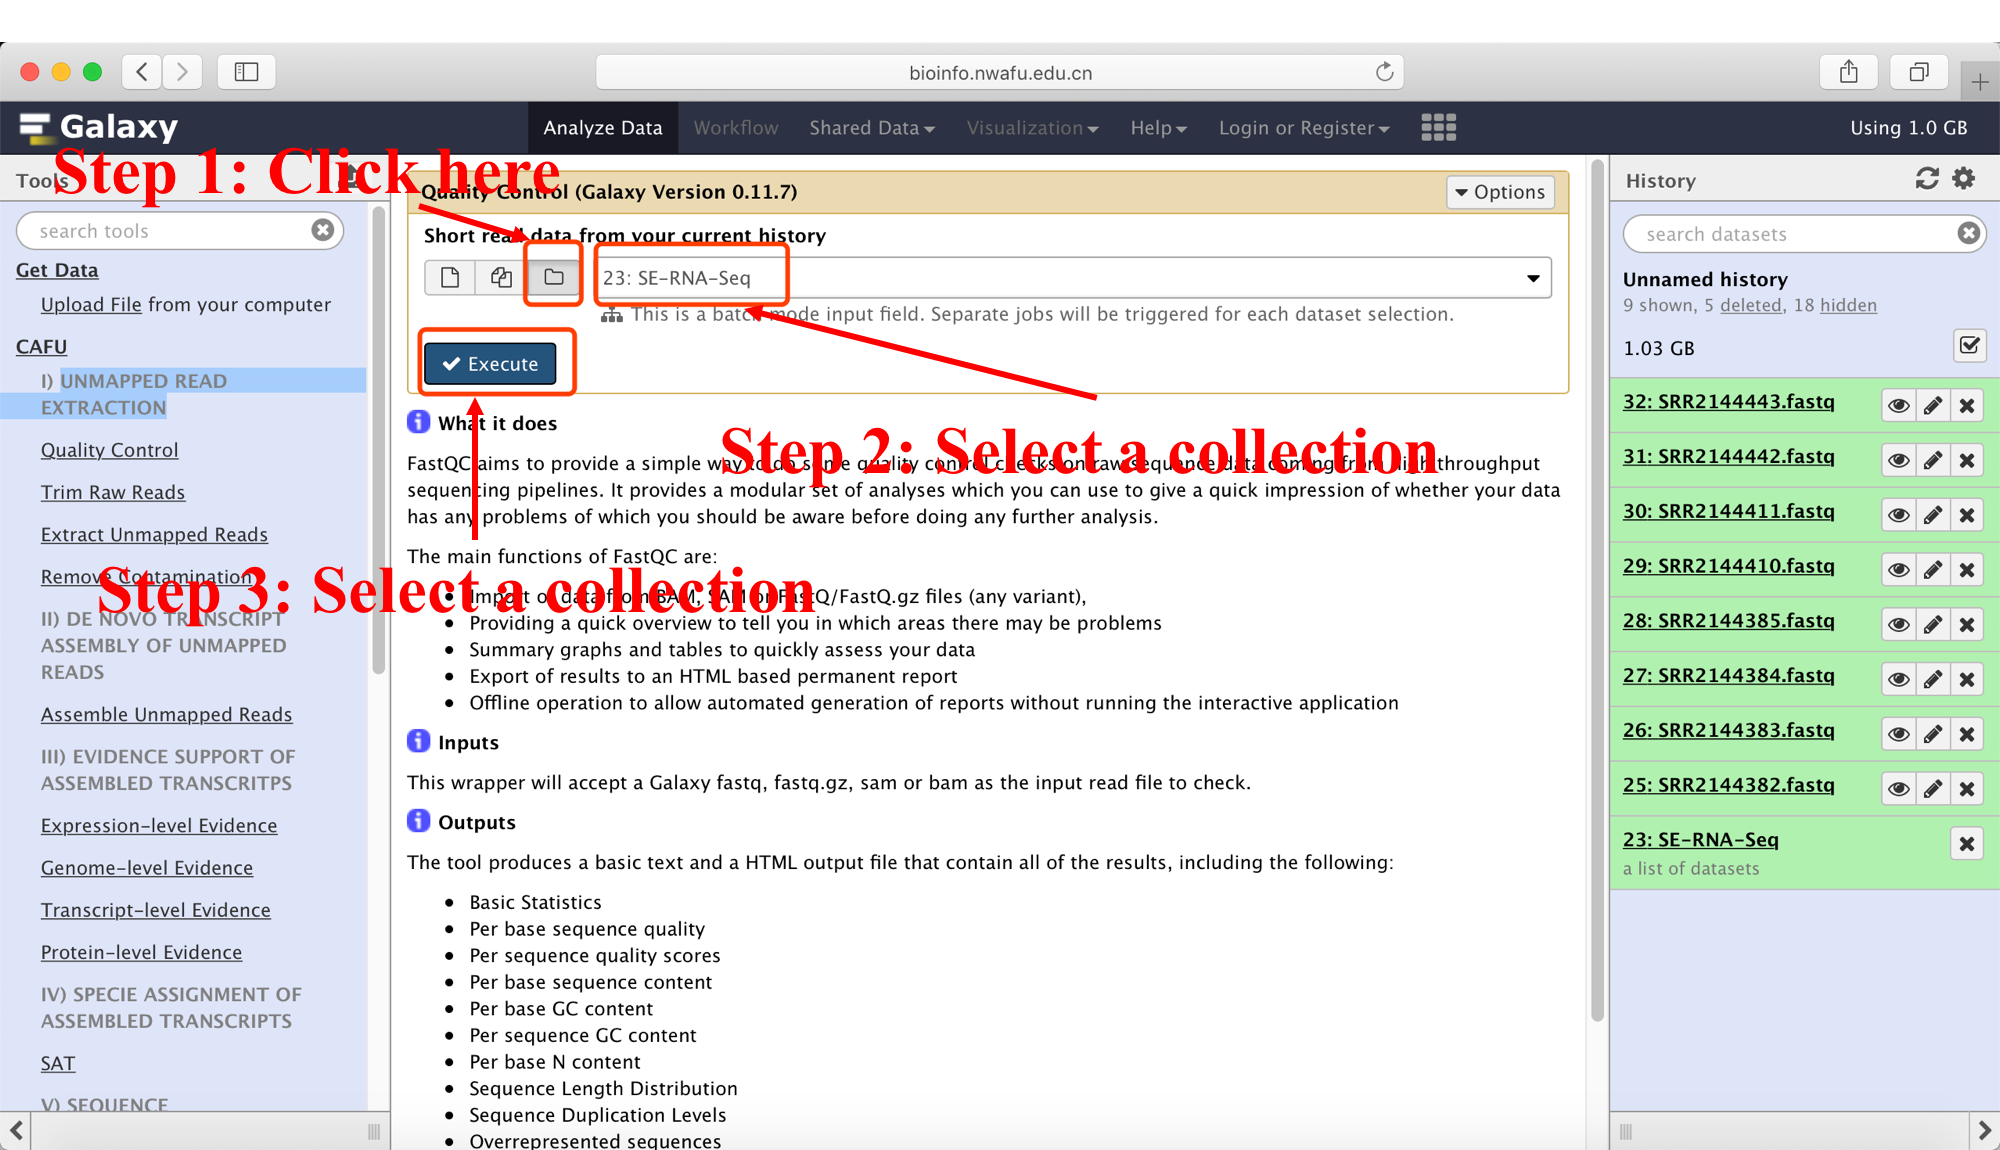 bioinfo.nwafu.edu.cn
Galaxy
Analyze Data
Workflow
Shared Data
Visualization
Help
Login or Register
Using 1.0 GB
Step 1: Click here
Tools
search tools
Get Data
Upload File from your computer
CAFU
I) UNMAPPED READ
EXTRACTION
Quality Control
Trim Raw Reads
Extract Unmapped Reads
Remove Contamination
II) DE NOVO TRANSCRIPT
ASSEMBLY OF UNMAPPED
READS
Assemble Unmapped Reads
III) EVIDENCE SUPPORT OF
ASSEMBLED TRANSCRITPS
Expression-level Evidence
Genome-level Evidence
Transcript-level Evidence
Protein-level Evidence
IV) SPECIE ASSIGNMENT OF
ASSEMBLED TRANSCRIPTS
SAT
V) SEQUENCE
Quality Control (Galaxy Version 0.11.7)
Options
Short read data from your current history
23: SE-RNA-Seq
This is a batch mode input field. Separate jobs will be triggered for each dataset selection.
Execute
Step 2: Select a collection
Step 3: Select a collection
What it does
FastQC aims to provide a simple way to do some quality control checks on raw sequence data coming from high throughput
sequencing pipelines. It provides a modular set of analyses which you can use to give a quick impression of whether your data
has any problems of which you should be aware before doing any further analysis.
The main functions of FastQC are:
Import of data from BAM, SAM or FastQ/FastQ.gz files (any variant),
Providing a quick overview to tell you in which areas there may be problems
Summary graphs and tables to quickly assess your data
Export of results to an HTML based permanent report
Offline operation to allow automated generation of reports without running the interactive application
Inputs
This wrapper will accept a Galaxy fastq, fastq.gz, sam or bam as the input read file to check.
Outputs
The tool produces a basic text and a HTML output file that contain all of the results, including the following:
Basic Statistics
Per base sequence quality
Per sequence quality scores
Per base sequence content
Per base GC content
Per sequence GC content
Per base N content
Sequence Length Distribution
Sequence Duplication Levels
Overrepresented sequences
History
search datasets
Unnamed history
9 shown, 5 deleted, 18 hidden
1.03 GB
32: SRR2144443.fastq
31: SRR2144442.fastq
30: SRR2144411.fastq
29: SRR2144410.fastq
28: SRR2144385.fastq
27: SRR2144384.fastq
26: SRR2144383.fastq
25: SRR2144382.fastq
23: SE-RNA-Seq
a list of datasets